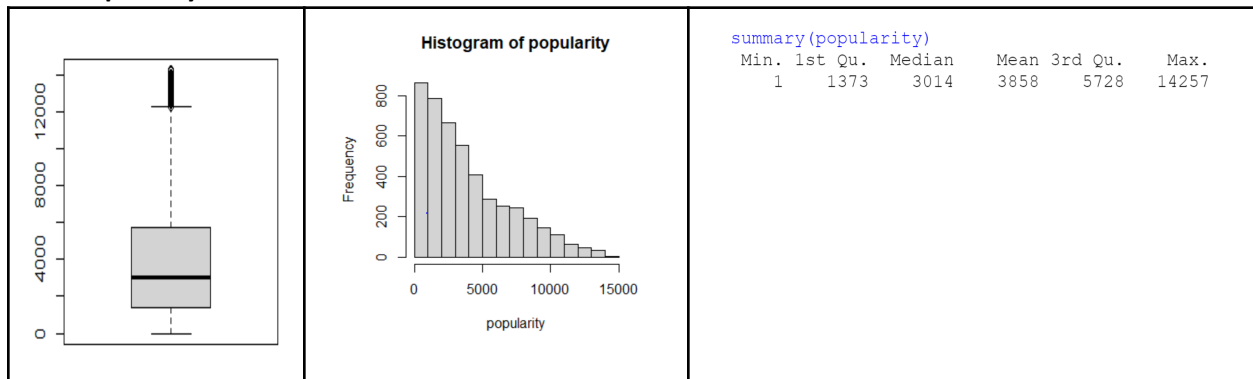 0 4000 8000 12000
Histogram of popularity
Frequency
0 200 400 600 800
0 5000 10000 15000
popularity
summary(popularity)
Min. 1st Qu. Median Mean 3rd Qu. Max.
1 1373 3014 3858 5728 14257